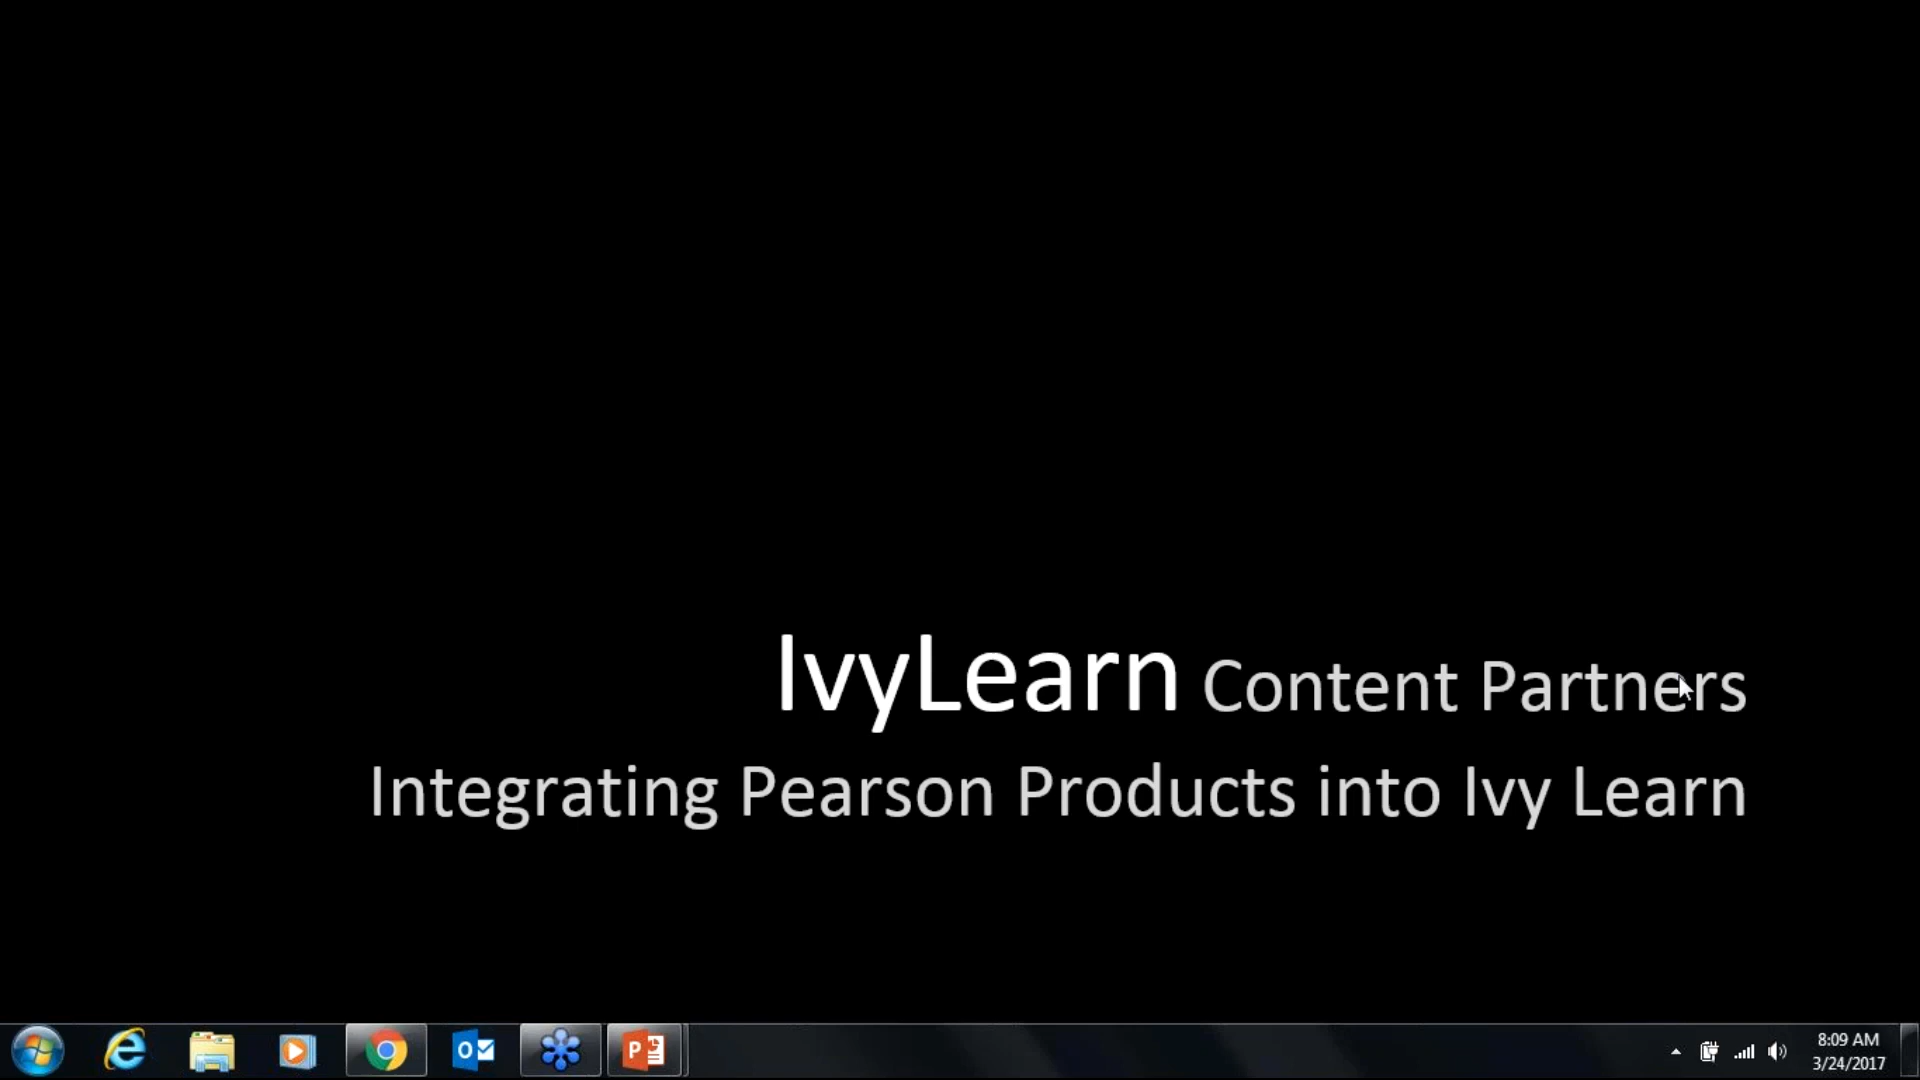 IvyLearn Content Partners
Integrating Pearson Products into Ivy Learn
8:09 AM
3/24/2017